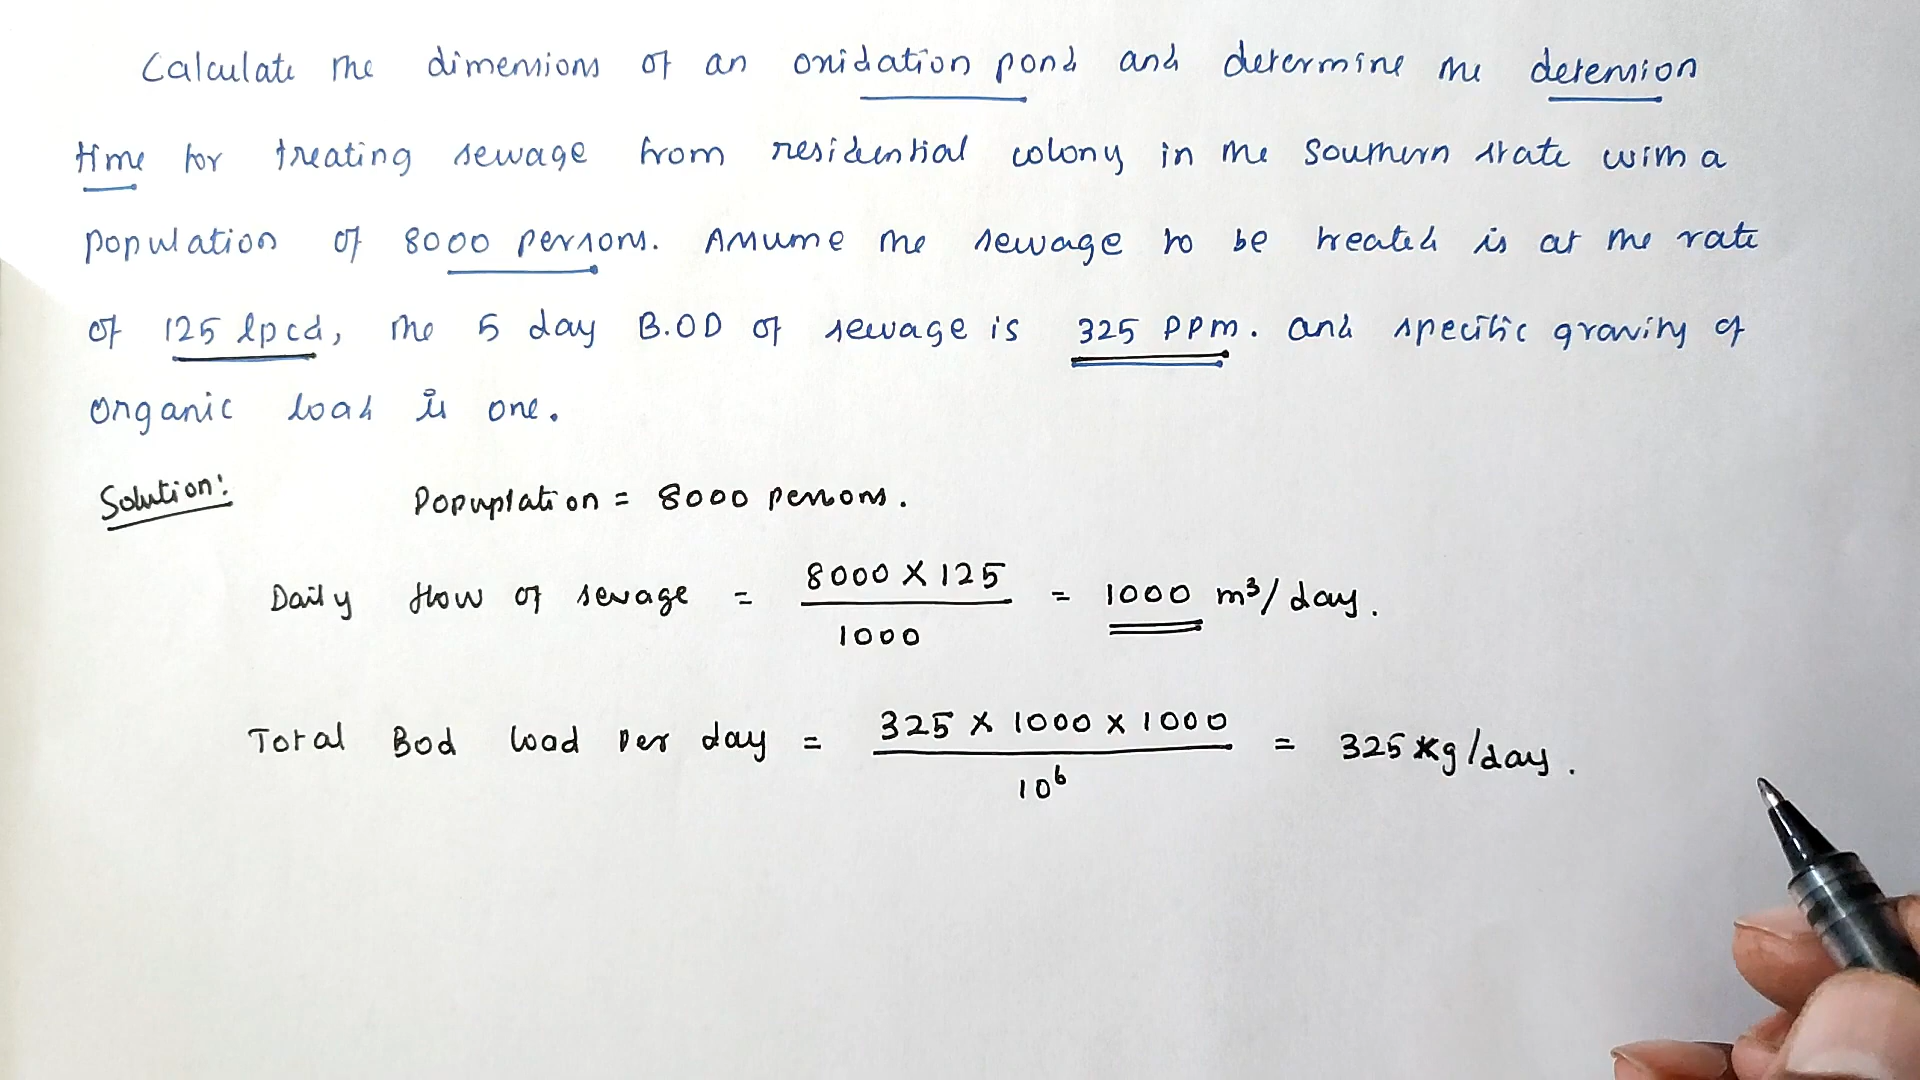 Calculate the dimensions of an oxidation pond and determine the detension
time for treating sewage from residential colony in the Southern state with a
population of 8000 persons. Assume the sewage to be treated is at the rate
of 125 lpcd, the 5 day B.OD of sewage is 325 PPm. and specific gravity of
organic load is one.
Solution:
Popuplation = 8000 persons.
Daily flow of sewage = 8000 X 125 / 1000 = 1000 m³/day.
Total Bod load per day = 325 X 1000 x 1000 / 10⁶ = 325 Kg/day.